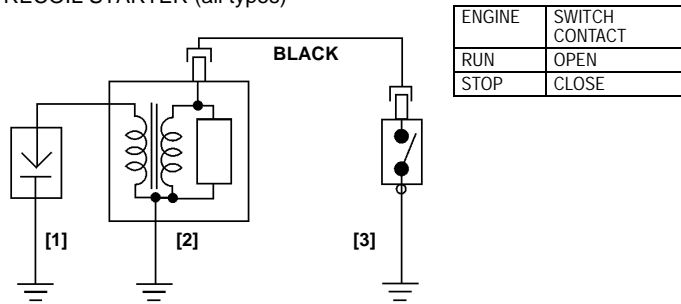 RECOIL STARTER (all types)
ENGINE SWITCH CONTACT
RUN OPEN
STOP CLOSE
BLACK
[1] [2] [3]